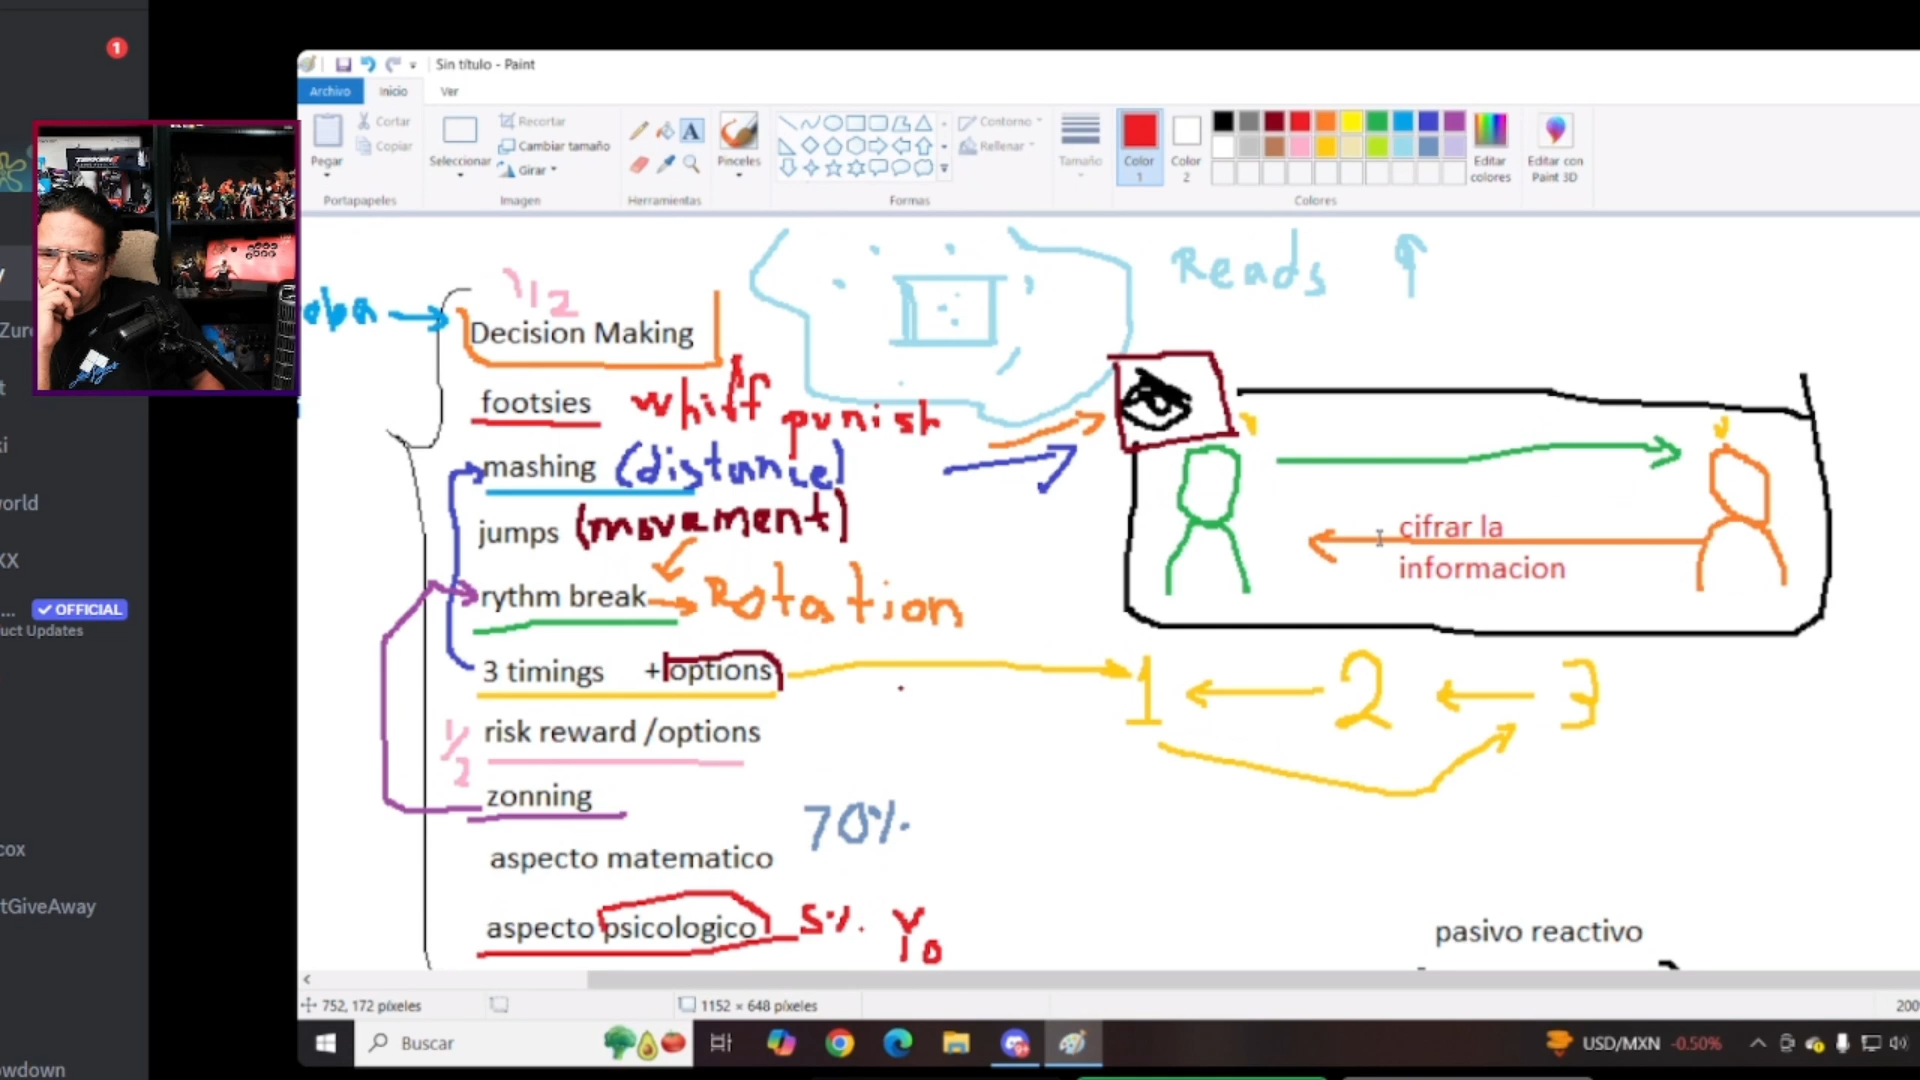 1
Sin título - Paint
Archivo
Inicio
Ver
Pegar
Cortar
Copiar
Portapapeles
Seleccionar
Recortar
Cambiar tamaño
Girar
Imagen
A
Herramientas
Pinceles
Formas
Contorno
Rellenar
Tamaño
Color
1
Color
2
Editar
colores
Colores
Editar con
Paint 3D
Reads
1/2
Decision Making
footsies
whiff punish
mashing
(distance)
jumps
(movement)
rythm break
Rotation
3 timings
+options
1
2
3
1/2
risk reward /options
zonning
70%
aspecto matematico
aspecto psicologico
5%
Yo
cifrar la
informacion
pasivo reactivo
OFFICIAL
uct Updates
tGiveAway
752, 172 píxeles
1152 × 648 píxeles
Buscar
USD/MXN
-0.50%